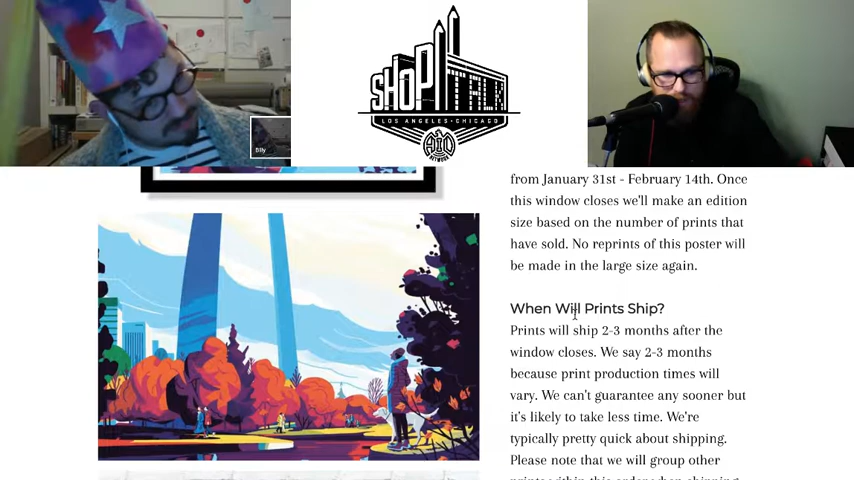 SHOP TALK
LOS ANGELES • CHICAGO
NETWORK
Billy
from January 31st - February 14th. Once
this window closes we'll make an edition
size based on the number of prints that
have sold. No reprints of this poster will
be made in the large size again.
When Will Prints Ship?
Prints will ship 2-3 months after the
window closes. We say 2-3 months
because print production times will
vary. We can't guarantee any sooner but
it's likely to take less time. We're
typically pretty quick about shipping.
Please note that we will group other